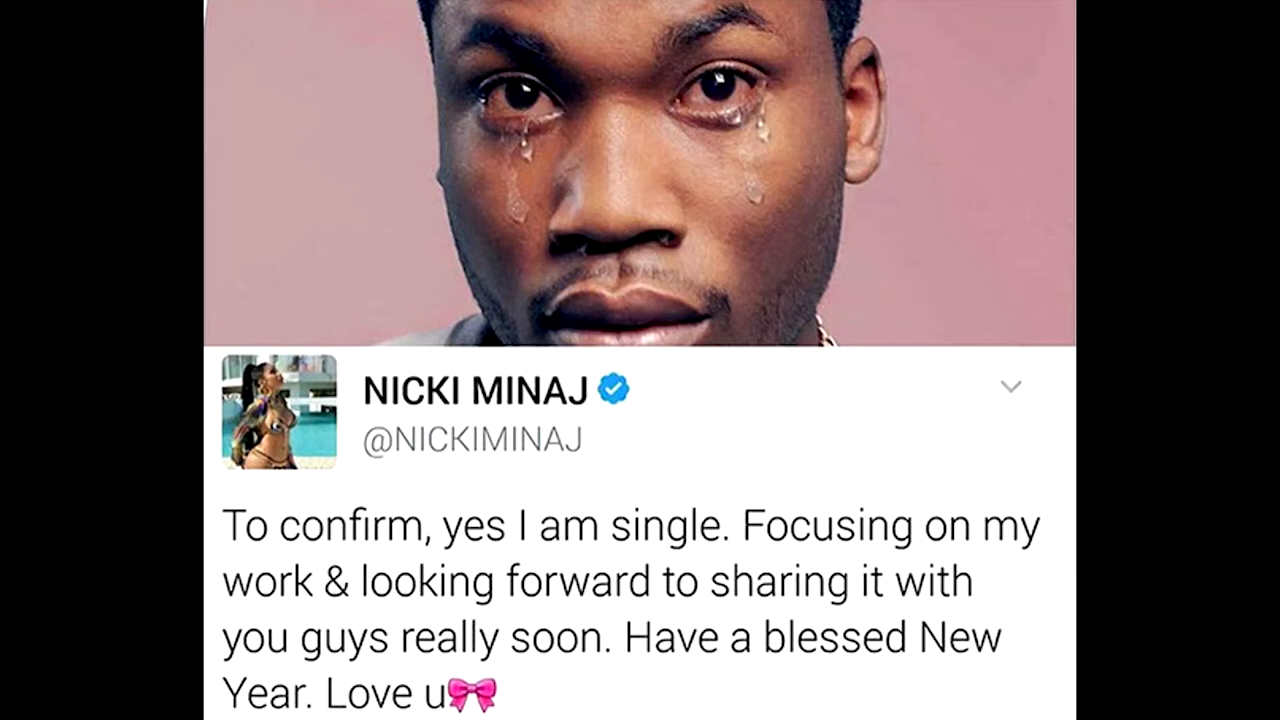 NICKI MINAJ
@NICKIMINAJ
To confirm, yes I am single. Focusing on my
work & looking forward to sharing it with
you guys really soon. Have a blessed New
Year. Love u🎀